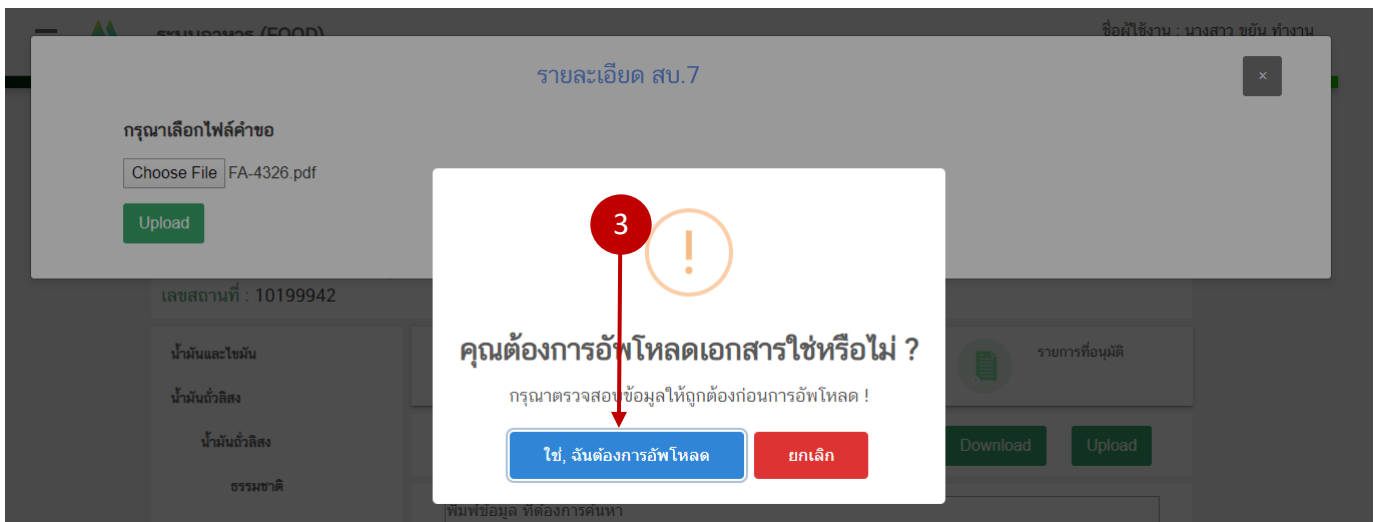 ระบบอาหาร (FOOD)
ชื่อผู้ใช้งาน : นางสาว ขยัน ทำงาน
รายละเอียด สบ.7
×
กรุณาเลือกไฟล์คำขอ
Choose File FA-4326.pdf
Upload
3
!
คุณต้องการอัพโหลดเอกสารใช่หรือไม่ ?
กรุณาตรวจสอบข้อมูลให้ถูกต้องก่อนการอัพโหลด !
ใช่, ฉันต้องการอัพโหลด
ยกเลิก
เลขสถานที่ : 10199942
น้ำมันและไขมัน
น้ำมันถั่วลิสง
น้ำมันถั่วลิสง
ธรรมชาติ
รายการที่อนุมัติ
Download
Upload
พิมพ์ข้อมูล ที่ต้องการค้นหา